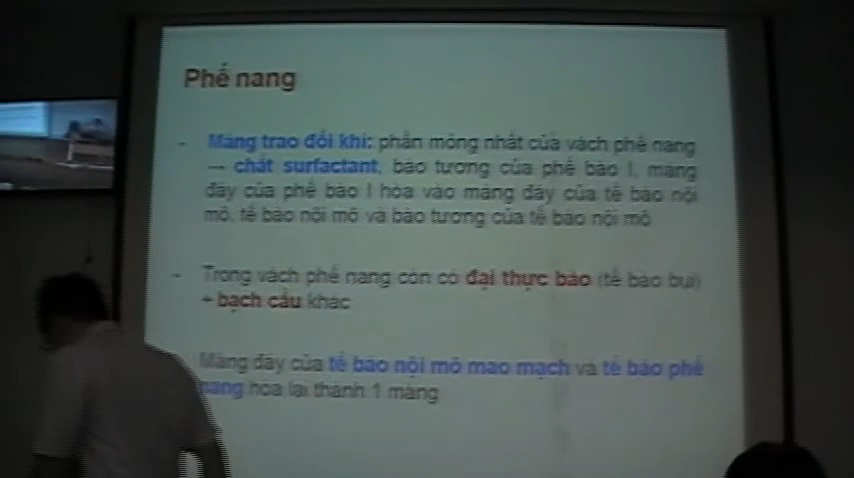 Phế nang
- Màng trao đổi khí: phần mỏng nhất của vách phế nang
→ chất surfactant, bào tương của phế bào I, màng
đáy của phế bào I hòa vào màng đáy của tế bào nội
mô, tế bào nội mô và bào tương của tế bào nội mô
- Trong vách phế nang còn có đại thực bào (tế bào bụi)
+ bạch cầu khác
Màng đáy của tế bào nội mô mao mạch và tế bào phế
nang hòa lại thành 1 màng